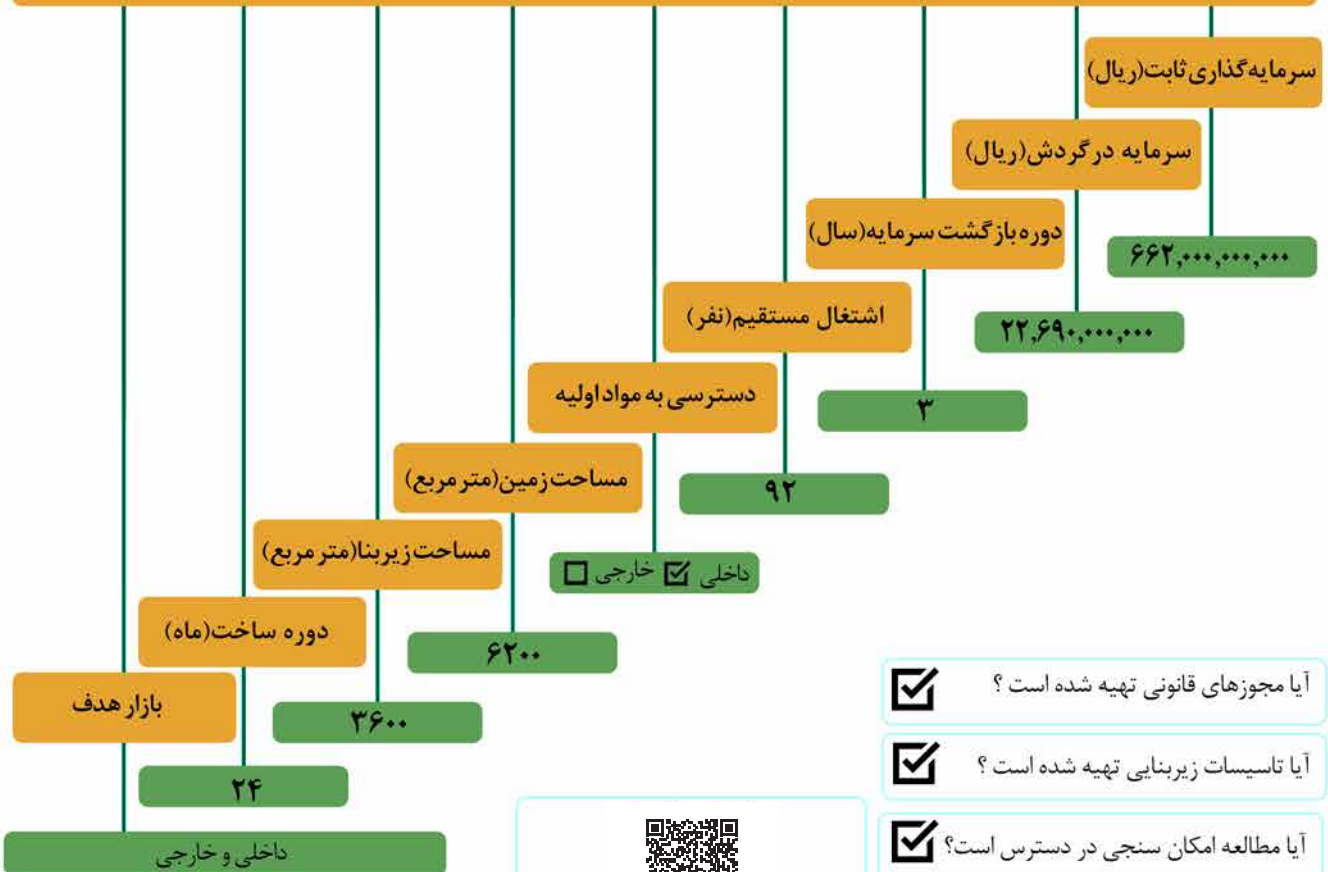 سرمایه‌گذاری ثابت(ریال)
۶۶۲,۰۰۰,۰۰۰,۰۰۰
سرمایه در گردش(ریال)
۲۲,۶۹۰,۰۰۰,۰۰۰
دوره بازگشت سرمایه(سال)
۳
اشتغال مستقیم(نفر)
۹۲
دسترسی به مواد اولیه
داخلی ☑ خارجی ☐
مساحت زمین(متر مربع)
۶۲۰۰
مساحت زیربنا(متر مربع)
۳۶۰۰
دوره ساخت(ماه)
۲۴
بازار هدف
داخلی و خارجی
آیا مجوزهای قانونی تهیه شده است ؟ ☑
آیا تاسیسات زیربنایی تهیه شده است ؟ ☑
آیا مطالعه امکان سنجی در دسترس است؟ ☑